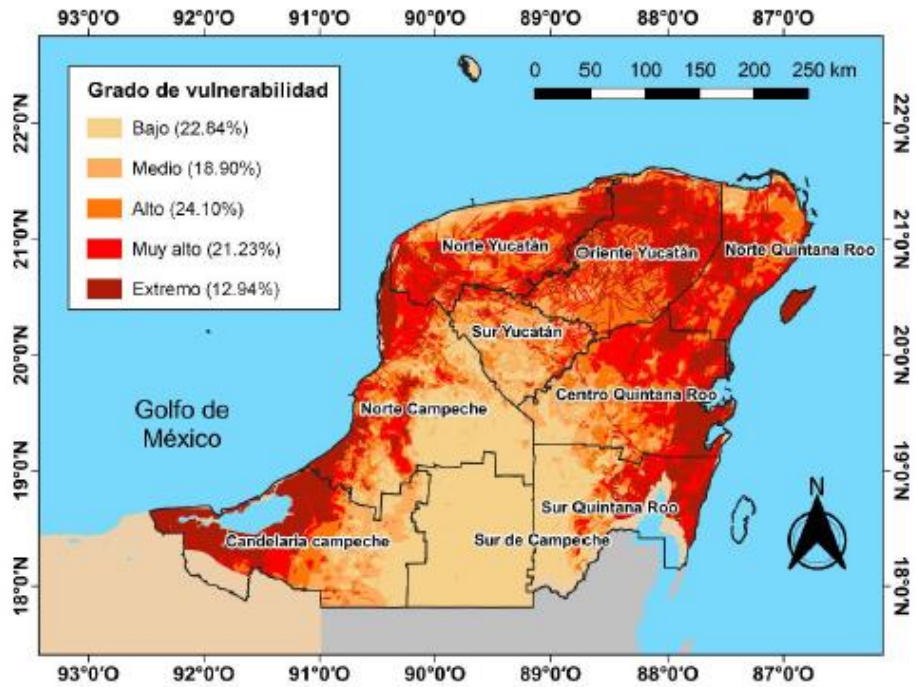 93°0'O 92°0'O 91°0'O 90°0'O 89°0'O 88°0'O 87°0'O
0 50 100 150 200 250 km
Grado de vulnerabilidad
Bajo (22.84%)
Medio (18.90%)
Alto (24.10%)
Muy alto (21.23%)
Extremo (12.94%)
22°0'N 22°0'N
21°0'N 21°0'N
20°0'N 20°0'N
19°0'N 19°0'N
18°0'N 18°0'N
Norte Yucatán
Oriente Yucatán
Norte Quintana Roo
Sur Yucatán
Centro Quintana Roo
Norte Campeche
Golfo de
México
Sur Quintana Roo
Candelaria campeche
Sur de Campeche
N
93°0'O 92°0'O 91°0'O 90°0'O 89°0'O 88°0'O 87°0'O